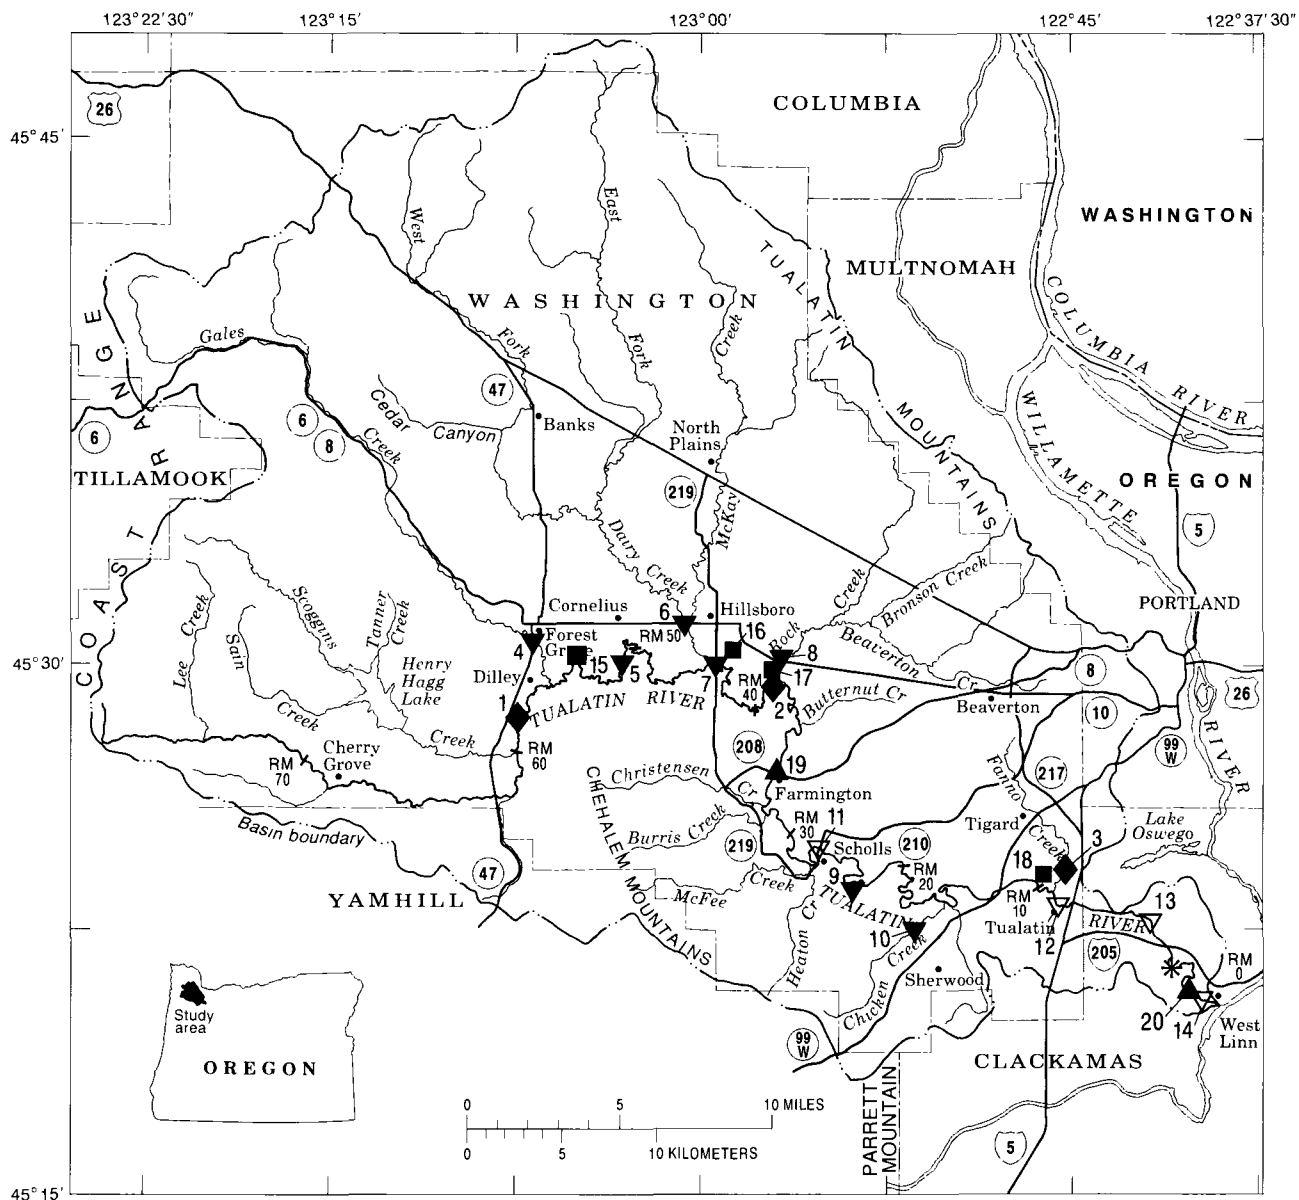 123°22'30"
123°15'
123°00'
122°45'
122°37'30"
45°45'
45°30'
45°15'
26
COLUMBIA
WASHINGTON
MULTNOMAH
TUALATIN
MOUNTAINS
COLUMBIA RIVER
WILLAMETTE
RIVER
OREGON
5
West
Fork
East
Fork
WASHINGTON
McKay
Creek
Gales
Creek
COAST RANGE
6
6
8
47
TILLAMOOK
Cedar
Canyon
Banks
North
Plains
219
Dairy Creek
Lee
Creek
Sain
Creek
Scoggins
Creek
Tanner
Creek
Henry
Hagg
Lake
Cornelius
Forest
Grove
Dilley
Hillsboro
6
RM 50
16
4
15
5
7
8
17
RM
40
2
1
TUALATIN RIVER
RM
60
Rock
Creek
Bronson Creek
Beaverton
Cr
Butternut Cr
Beaverton
PORTLAND
8
10
26
99
W
Cherry
Grove
RM
70
Basin boundary
47
YAMHILL
CHEHALEM MOUNTAINS
Christensen
Cr
Burris Creek
McFee
Creek
208
219
19
Farmington
RM
30
11
Scholls
9
210
RM
20
TUALATIN
10
Heaton Cr
Chicken Creek
Sherwood
Fanno
Creek
217
Tigard
18
3
Lake
Oswego
RM
10
Tualatin
12
RIVER
13
205
RM
0
20
14
West
Linn
CLACKAMAS
99
W
PARRETT
MOUNTAIN
5
Study
area
OREGON
0 5 10 MILES
0 5 10 KILOMETERS